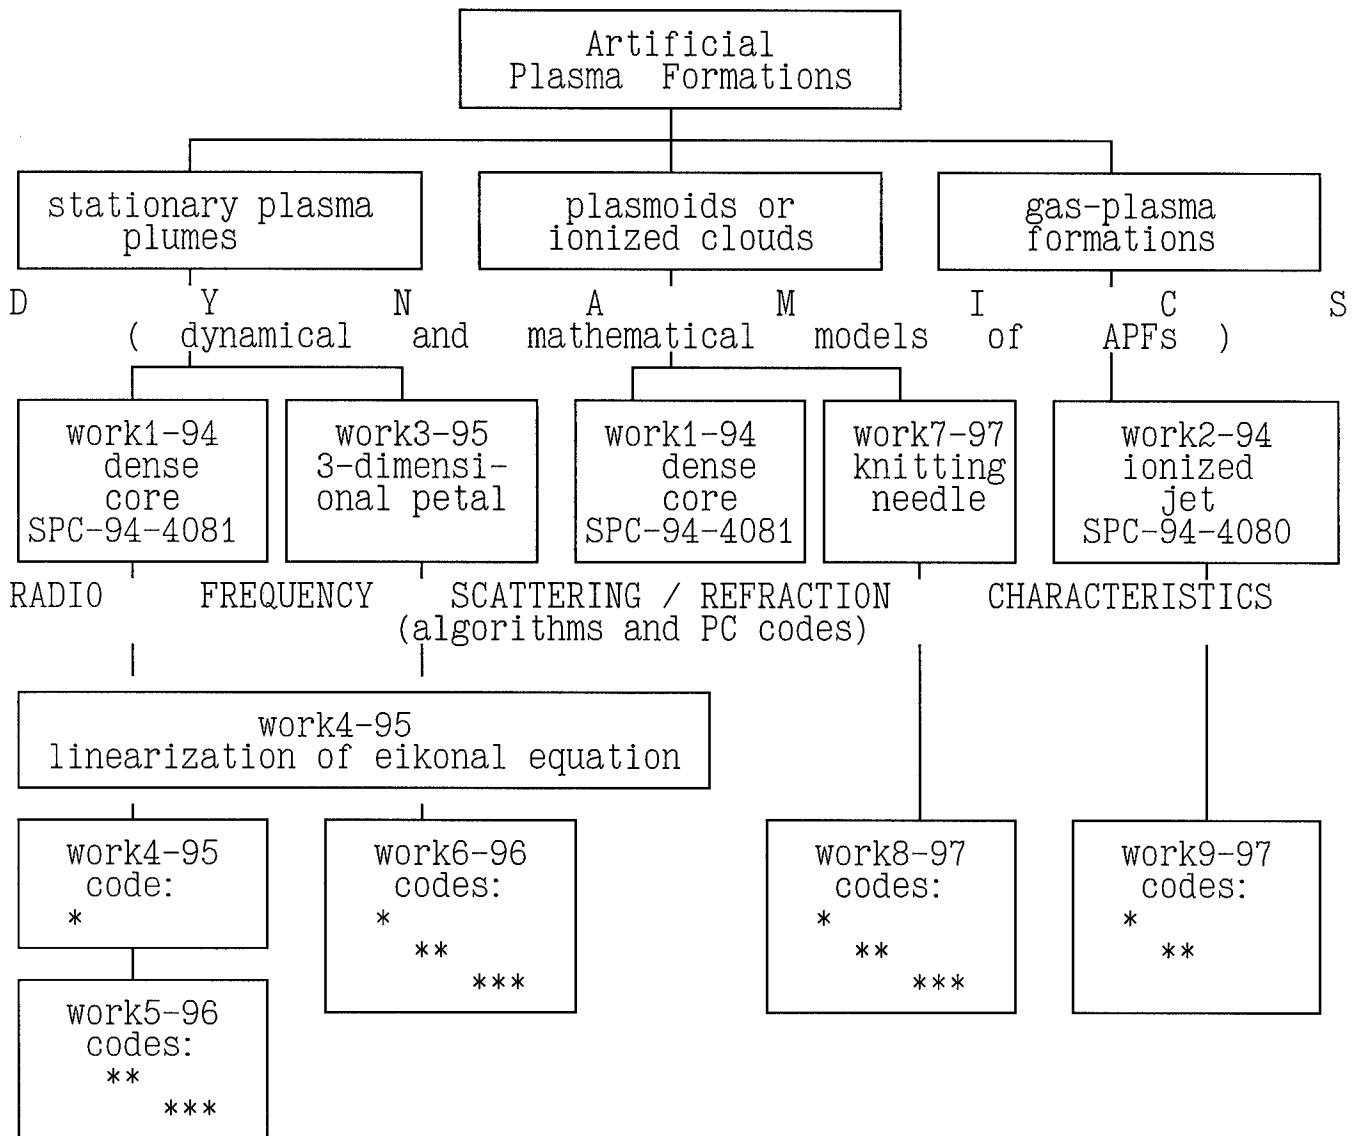 Artificial
Plasma Formations
stationary plasma
plumes
plasmoids or
ionized clouds
gas-plasma
formations
D Y N A M I C S
( dynamical and mathematical models of APFs )
work1-94
dense
core
SPC-94-4081
work3-95
3-dimensi-
onal petal
work1-94
dense
core
SPC-94-4081
work7-97
knitting
needle
work2-94
ionized
jet
SPC-94-4080
RADIO FREQUENCY SCATTERING / REFRACTION CHARACTERISTICS
(algorithms and PC codes)
work4-95
linearization of eikonal equation
work4-95
code:
*
work6-96
codes:
*
**
***
work8-97
codes:
*
**
***
work9-97
codes:
*
**
work5-96
codes:
**
***